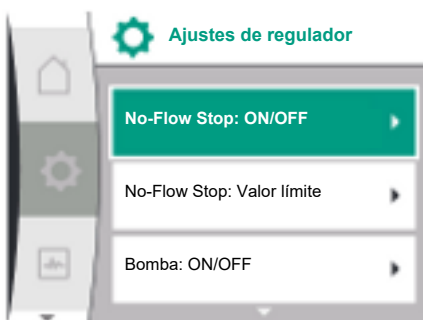 Ajustes de regulador
No-Flow Stop: ON/OFF
No-Flow Stop: Valor límite
Bomba: ON/OFF